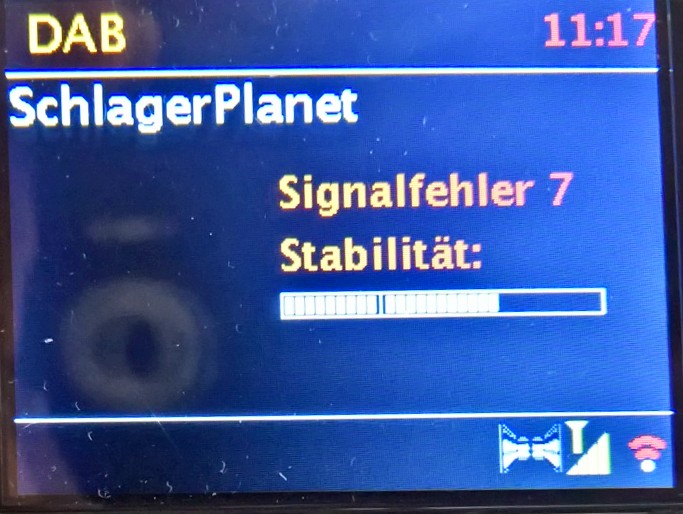 DAB 11:17
SchlagerPlanet
Signalfehler 7
Stabilität: